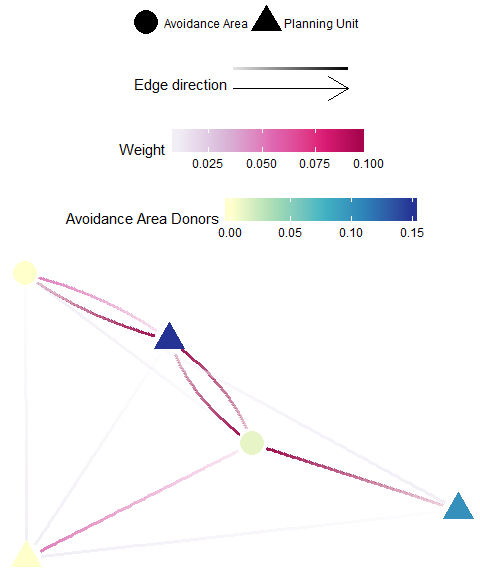 Avoidance Area Planning Unit
Edge direction
Weight
0.025 0.050 0.075 0.100
Avoidance Area Donors
0.00 0.05 0.10 0.15